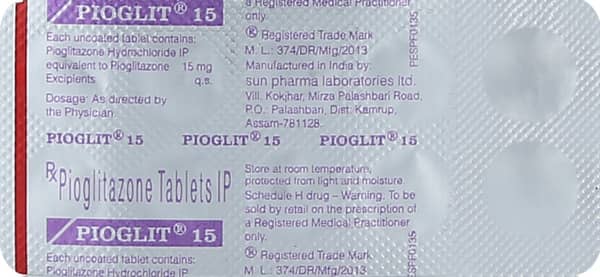 PIOGLIT® 15
Each uncoated tablet contains:
Pioglitazone Hydrochloride IP
equivalent to Pioglitazone 15 mg
Excipients q.s.
Dosage: As directed by
the Physician.
a Registered Medical Practitioner
only.
® Registered Trade Mark
M. L.: 374/DR/Mfg/2013
Manufactured in India by:
sun pharma laboratories ltd.
Vill. Kokjhar, Mirza Palashbari Road,
P.O.: Palashbari, Dist. Kamrup,
Assam-781128.
FESPF0135
PIOGLIT® 15 PIOGLIT® 15 PIOGLIT® 15
Rx Pioglitazone Tablets IP
PIOGLIT® 15
Each uncoated tablet contains:
Pioglitazone Hydrochloride IP
Store at room temperature,
protected from light and moisture.
Schedule H drug – Warning. To be
sold by retail on the prescription of
a Registered Medical Practitioner
only.
® Registered Trade Mark
M. L.: 374/DR/Mfg/2013
FESPF0135